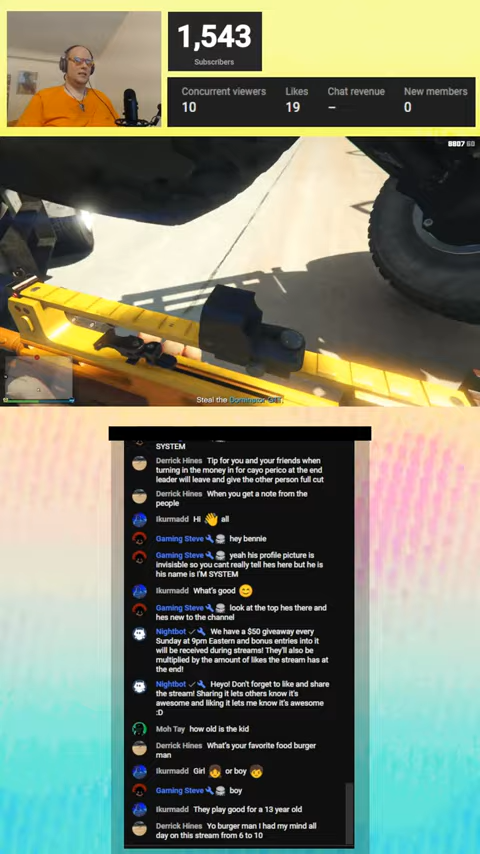 1,543
Subscribers
Concurrent viewers Likes Chat revenue New members
10 19 – 0
8807 60
Steal the Dominator GTT.
SYSTEM
Derrick Hines Tip for you and your friends when
turning in the money in for cayo perico at the end
leader will leave and give the other person full cut
Derrick Hines When you get a note from the
people
Ikurmadd Hi 👋 all
Gaming Steve hey bennie
Gaming Steve yeah his profile picture is
invisisble so you cant really tell hes here but he is
his name is I'M SYSTEM
Ikurmadd What's good 😊
Gaming Steve look at the top hes there and
hes new to the channel
Nightbot We have a $50 giveaway every
Sunday at 9pm Eastern and bonus entries into it
will be received during streams! They'll also be
multiplied by the amount of likes the stream has at
the end!
Nightbot Heyo! Don't forget to like and share
the stream! Sharing it lets others know it's
awesome and liking it lets me know it's awesome
:D
Moh Tay how old is the kid
Derrick Hines What's your favorite food burger
man
Ikurmadd Girl 👧 or boy 👦
Gaming Steve boy
Ikurmadd They play good for a 13 year old
Derrick Hines Yo burger man I had my mind all
day on this stream from 6 to 10